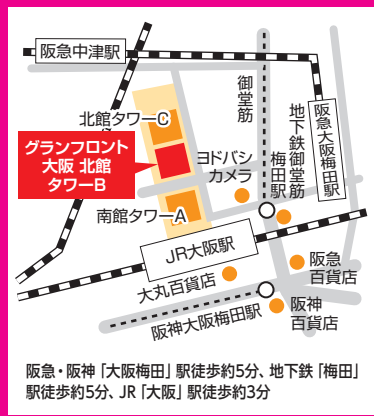 阪急中津駅
北館タワーC
グランフロント
大阪 北館
タワーB
南館タワーA
ヨドバシ
カメラ
御堂筋
地下鉄御堂筋
梅田駅
阪急大阪梅田駅
JR大阪駅
大丸百貨店
阪急
百貨店
阪神大阪梅田駅
阪神
百貨店
阪急・阪神「大阪梅田」駅徒歩約5分、地下鉄「梅田」
駅徒歩約5分、JR「大阪」駅徒歩約3分